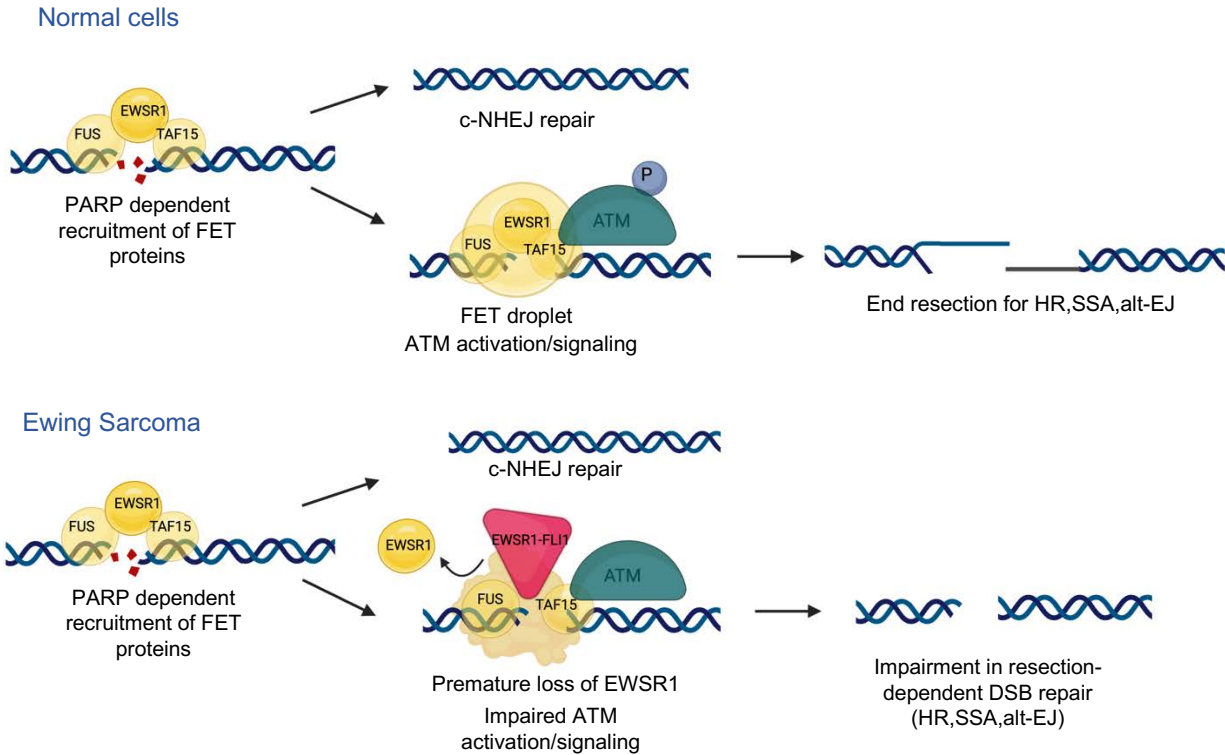 Normal cells
EWSR1
FUS
TAF15
PARP dependent
recruitment of FET
proteins
c-NHEJ repair
P
EWSR1
ATM
FUS
TAF15
FET droplet
ATM activation/signaling
End resection for HR,SSA,alt-EJ
Ewing Sarcoma
EWSR1
FUS
TAF15
PARP dependent
recruitment of FET
proteins
c-NHEJ repair
EWSR1
EWSR1-FLI1
ATM
FUS
TAF15
Premature loss of EWSR1
Impaired ATM
activation/signaling
Impairment in resection-
dependent DSB repair
(HR,SSA,alt-EJ)